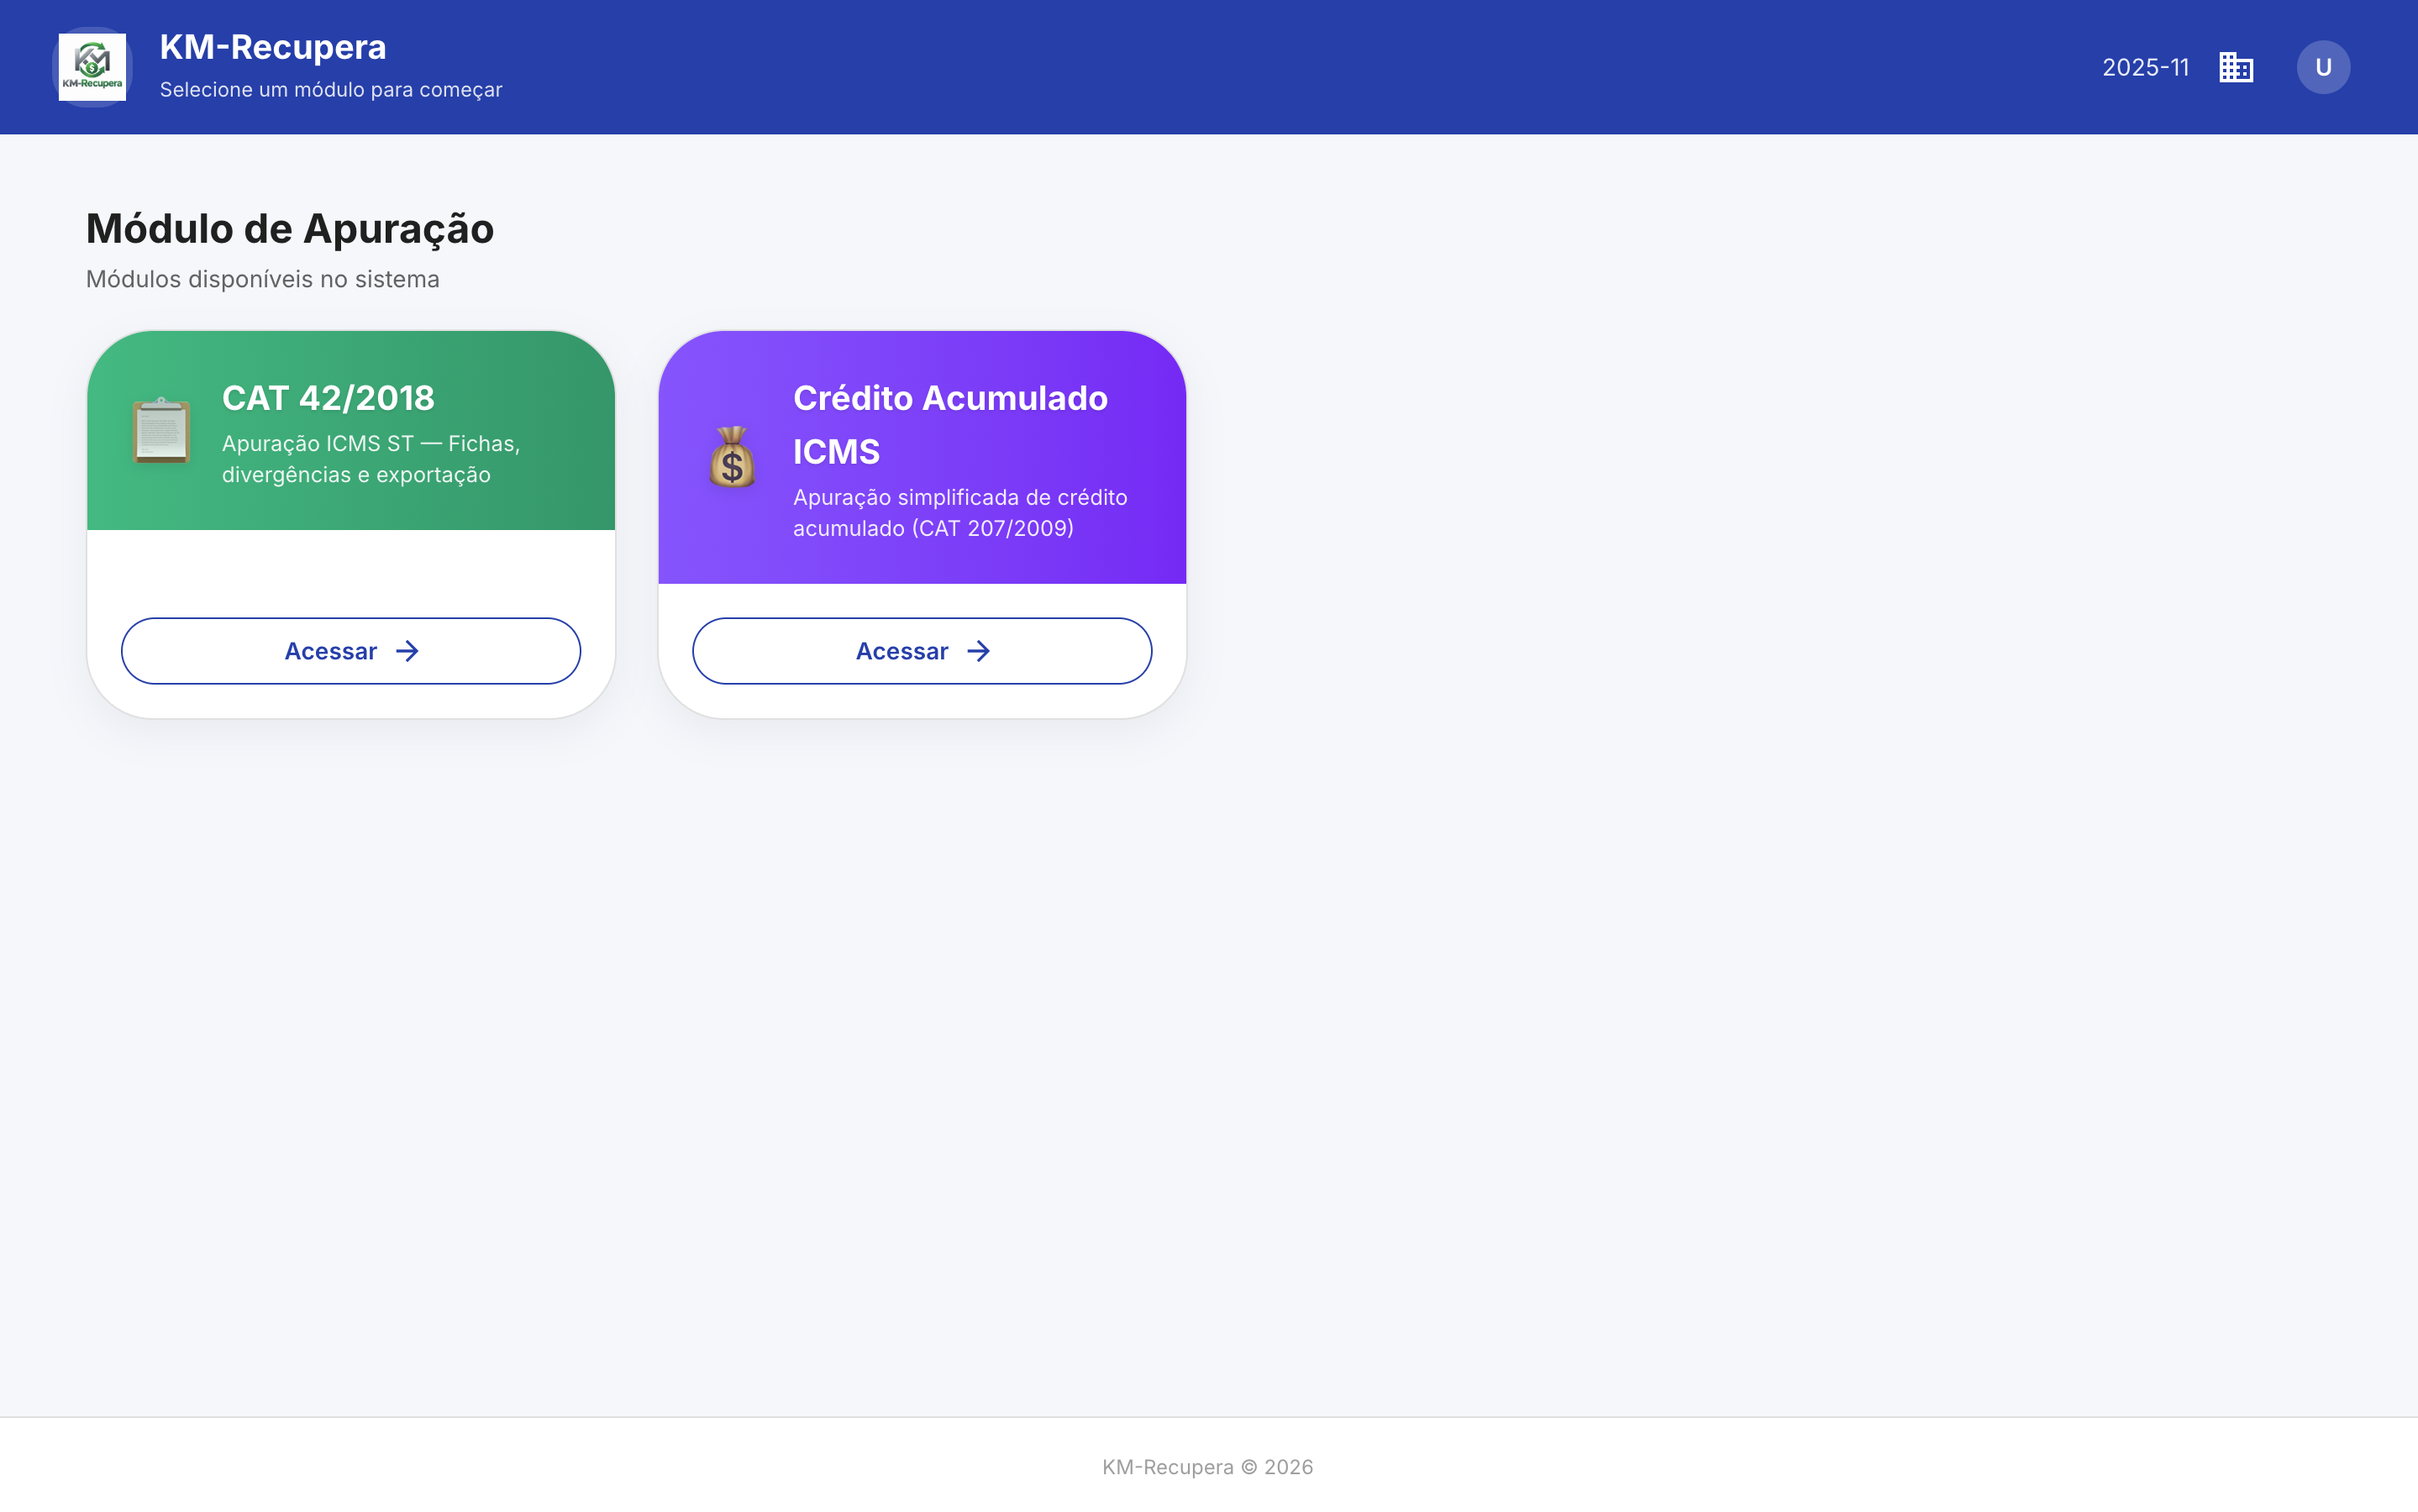 KM-Recupera
KM-Recupera
Selecione um módulo para começar
2025-11
U
Módulo de Apuração
Módulos disponíveis no sistema
CAT 42/2018
Apuração ICMS ST — Fichas,
divergências e exportação
Acessar
Crédito Acumulado
ICMS
Apuração simplificada de crédito
acumulado (CAT 207/2009)
Acessar
KM-Recupera © 2026